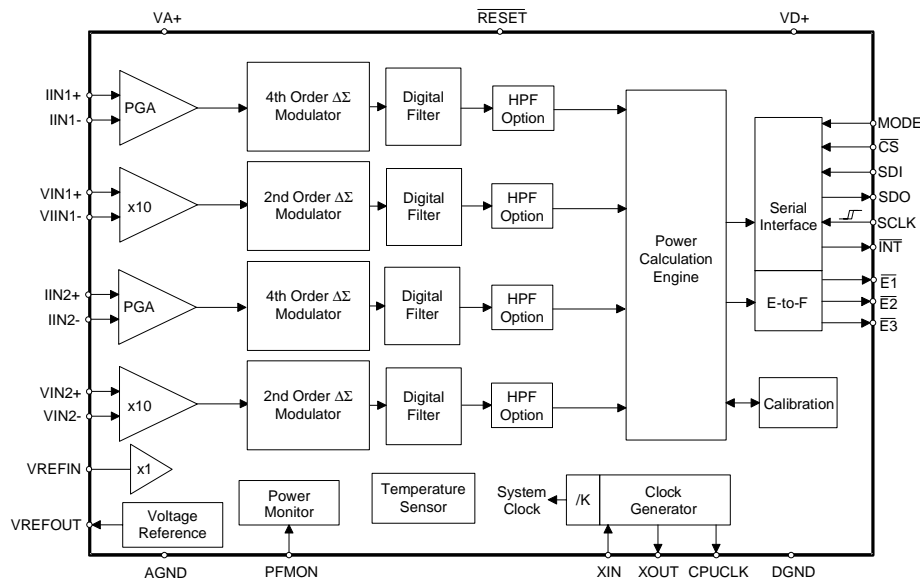 VA+ RESET VD+
IIN1+
IIN1-
PGA
4th Order ΔΣ
Modulator
Digital
Filter
HPF
Option
VIN1+
VIIN1-
x10
2nd Order ΔΣ
Modulator
Digital
Filter
HPF
Option
IIN2+
IIN2-
PGA
4th Order ΔΣ
Modulator
Digital
Filter
HPF
Option
VIN2+
VIN2-
x10
2nd Order ΔΣ
Modulator
Digital
Filter
HPF
Option
Power
Calculation
Engine
Serial
Interface
E-to-F
Calibration
MODE
CS
SDI
SDO
SCLK
INT
E1
E2
E3
VREFIN
x1
VREFOUT
Voltage
Reference
Power
Monitor
Temperature
Sensor
System
Clock
/K
Clock
Generator
AGND PFMON XIN XOUT CPUCLK DGND